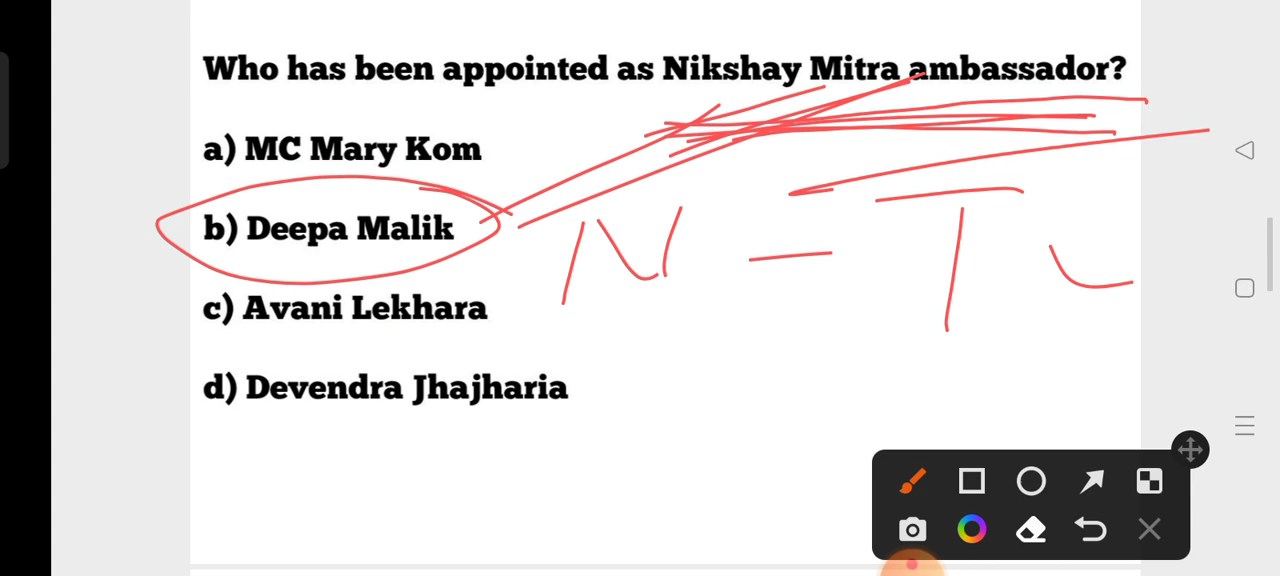 Who has been appointed as Nikshay Mitra ambassador?
a) MC Mary Kom
b) Deepa Malik
N - T
c) Avani Lekhara
d) Devendra Jhajharia